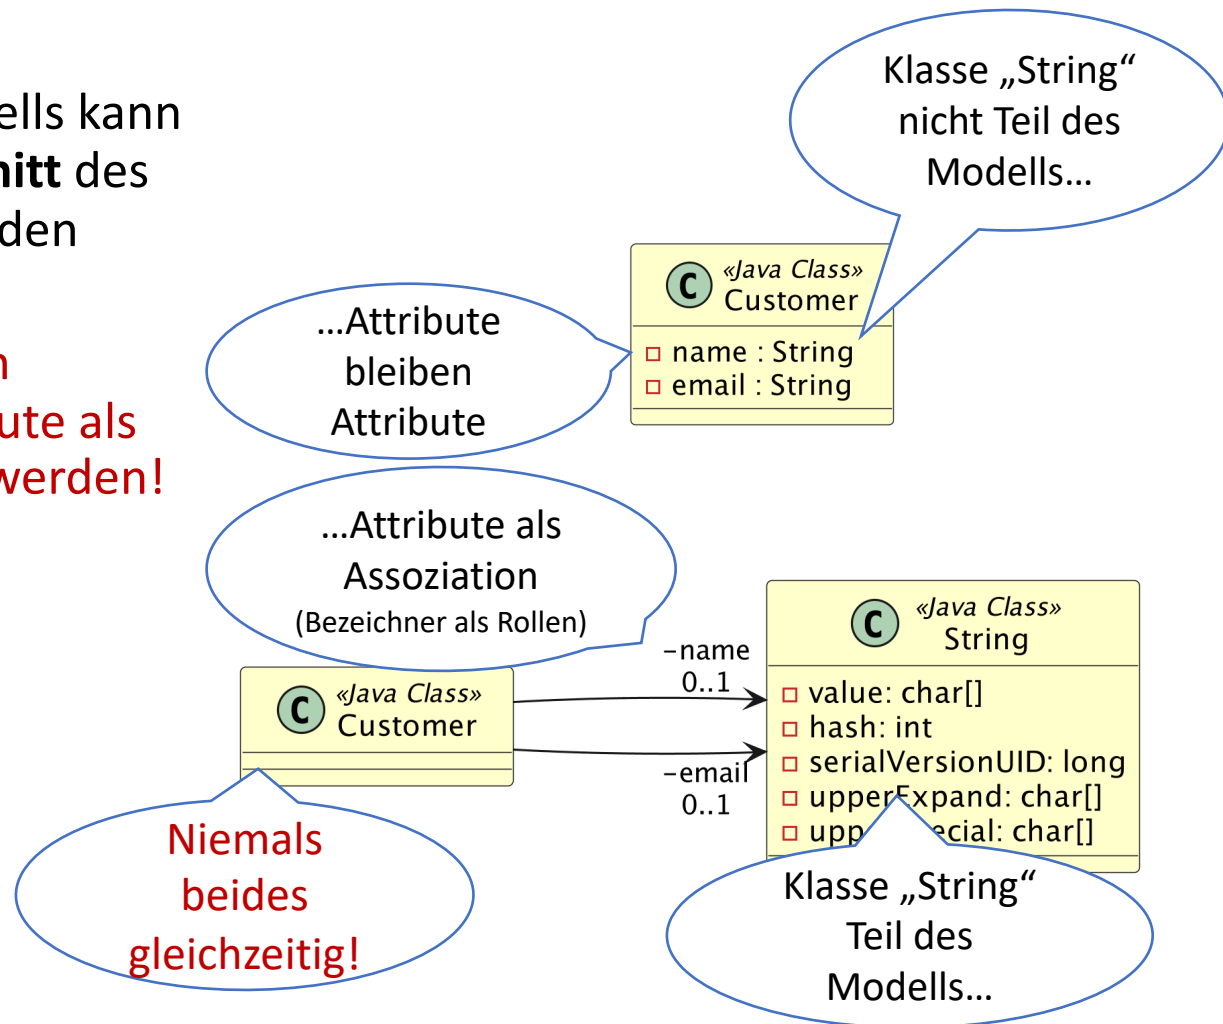 ells kann
nitt des
den
n
ute als
werden!
Klasse „String“
nicht Teil des
Modells…
«Java Class»
Customer
name : String
email : String
…Attribute
bleiben
Attribute
…Attribute als
Assoziation
(Bezeichner als Rollen)
«Java Class»
Customer
-name
0..1
-email
0..1
«Java Class»
String
value: char[]
hash: int
serialVersionUID: long
upperExpand: char[]
char[]
Niemals
beides
gleichzeitig!
Klasse „String“
Teil des
Modells…